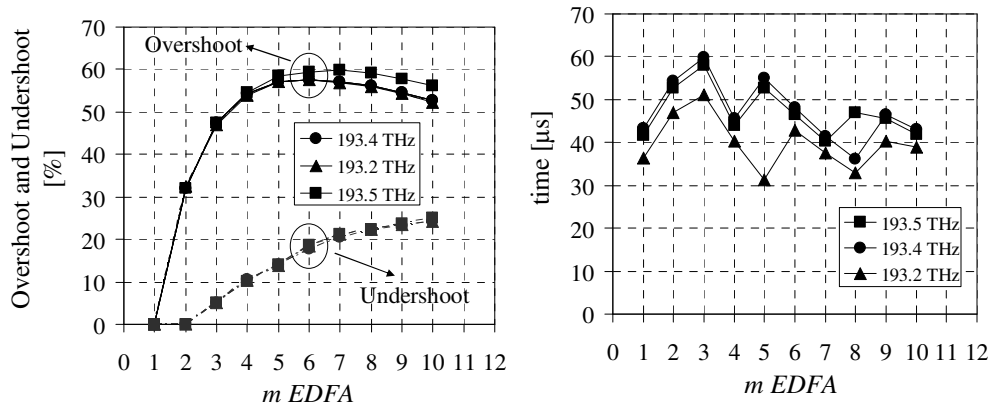 Overshoot and Undershoot
[%]
70
60
50
40
30
20
10
0
Overshoot
193.4 THz
193.2 THz
193.5 THz
Undershoot
0 1 2 3 4 5 6 7 8 9 10 11 12
m EDFA
time [µs]
70
60
50
40
30
20
10
0
193.5 THz
193.4 THz
193.2 THz
0 1 2 3 4 5 6 7 8 9 10 11 12
m EDFA